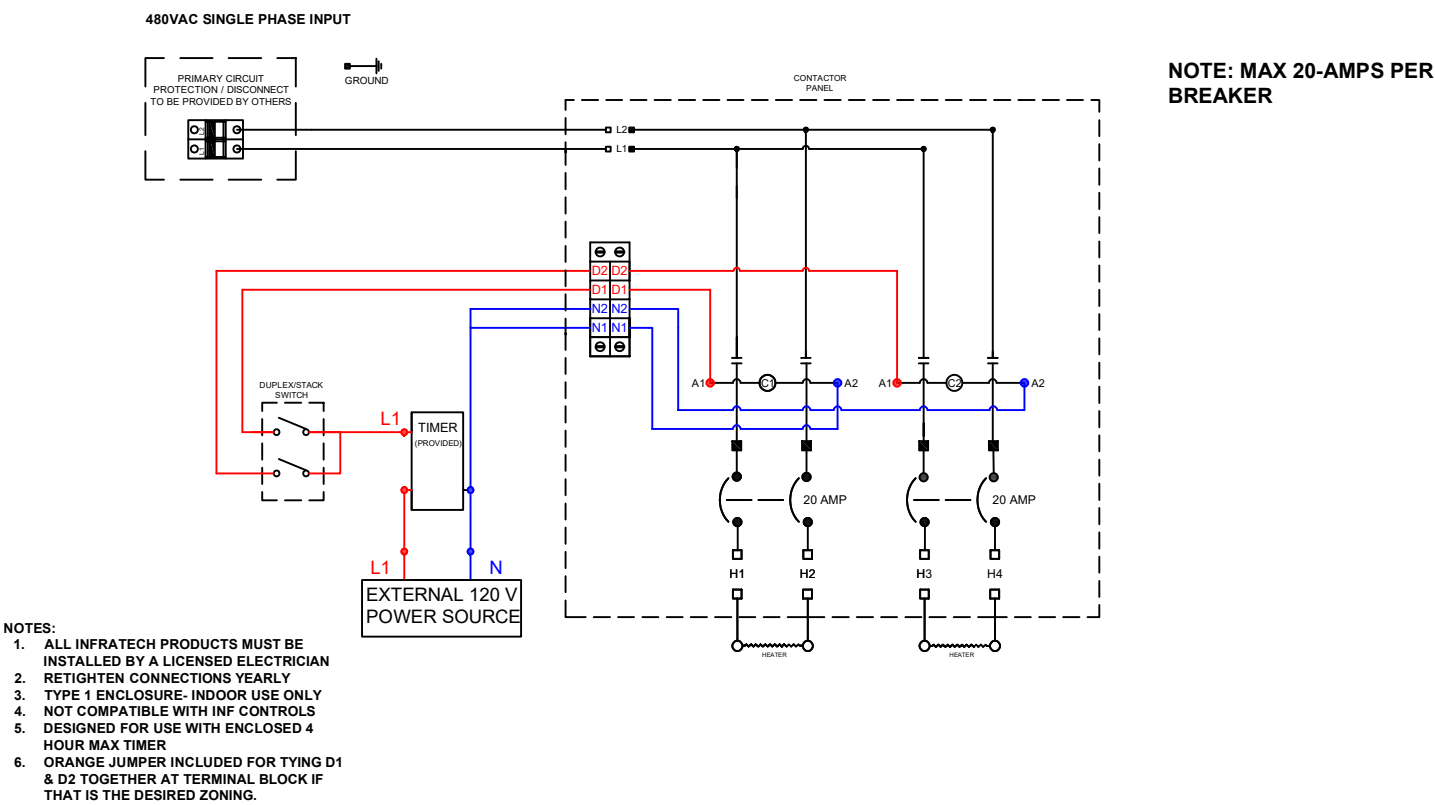 480VAC SINGLE PHASE INPUT
PRIMARY CIRCUIT
PROTECTION / DISCONNECT
TO BE PROVIDED BY OTHERS
L2
L1
GROUND
CONTACTOR
PANEL
NOTE: MAX 20-AMPS PER
BREAKER
L2
L1
D2 D2
D1 D1
N2 N2
N1 N1
A1 C1 A2
A1 C2 A2
DUPLEX/STACK
SWITCH
L1
TIMER
(PROVIDED)
20 AMP
20 AMP
L1 N
EXTERNAL 120 V
POWER SOURCE
H1 H2 H3 H4
HEATER
HEATER
NOTES:
1. ALL INFRATECH PRODUCTS MUST BE
INSTALLED BY A LICENSED ELECTRICIAN
2. RETIGHTEN CONNECTIONS YEARLY
3. TYPE 1 ENCLOSURE- INDOOR USE ONLY
4. NOT COMPATIBLE WITH INF CONTROLS
5. DESIGNED FOR USE WITH ENCLOSED 4
HOUR MAX TIMER
6. ORANGE JUMPER INCLUDED FOR TYING D1
& D2 TOGETHER AT TERMINAL BLOCK IF
THAT IS THE DESIRED ZONING.